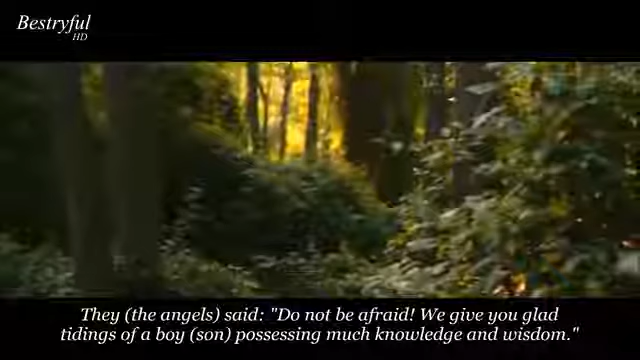 Bestryful
HD
They (the angels) said: "Do not be afraid! We give you glad
tidings of a boy (son) possessing much knowledge and wisdom."